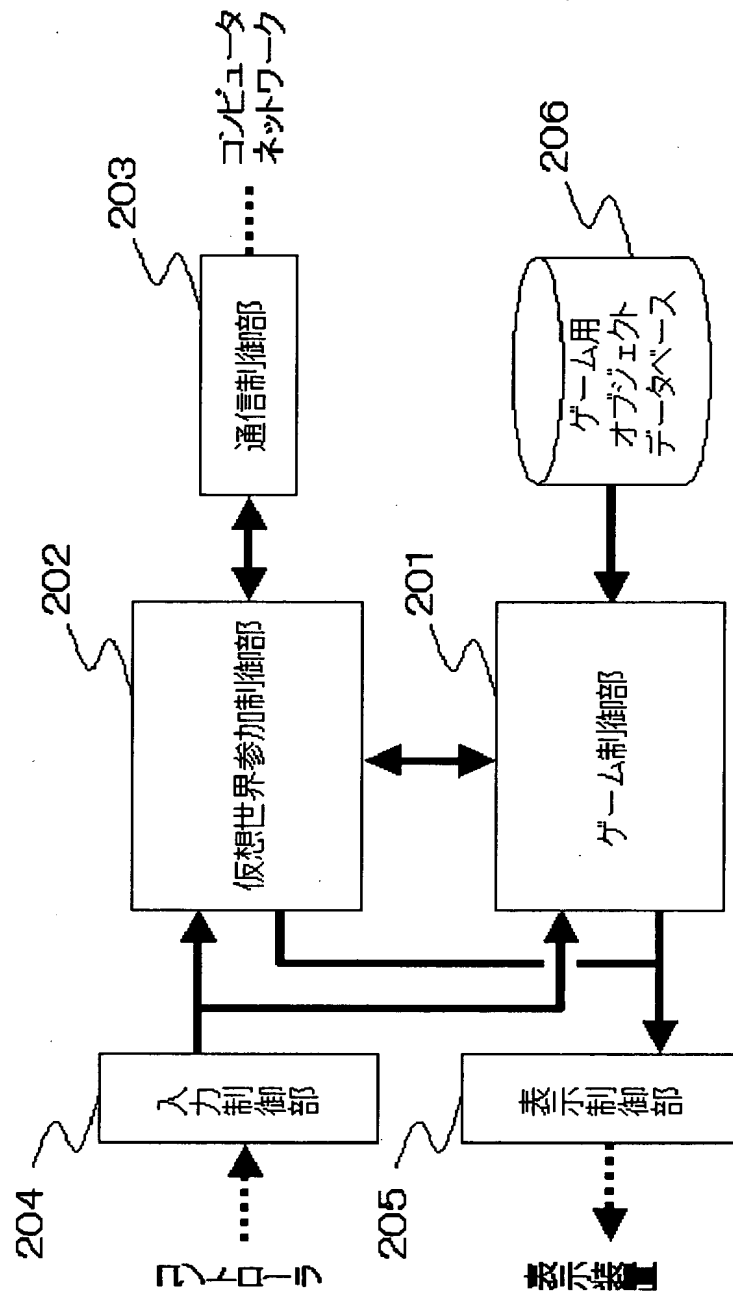 204
コントローラ
入力制御部
202
仮想世界参加制御部
203
通信制御部
コンピュータ
ネットワーク
205
表示装置
表示制御部
201
ゲーム制御部
206
ゲーム用
オブジェクト
データベース